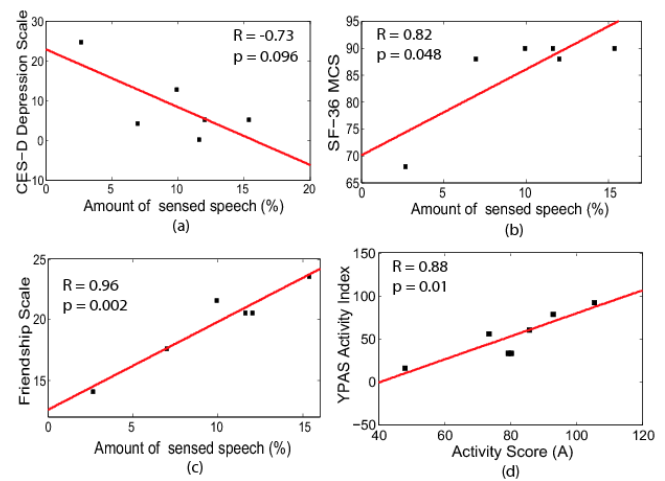 R = -0.73
p = 0.096
CES-D Depression Scale
30
20
10
0
-10
0 5 10 15 20
Amount of sensed speech (%)
(a)
R = 0.82
p = 0.048
SF-36 MCS
95
90
85
80
75
70
65
0 5 10 15
Amount of sensed speech (%)
(b)
R = 0.96
p = 0.002
Friendship Scale
25
20
15
0 5 10 15
Amount of sensed speech (%)
(c)
R = 0.88
p = 0.01
YPAS Activity Index
150
100
50
0
-50
40 60 80 100 120
Activity Score (A)
(d)